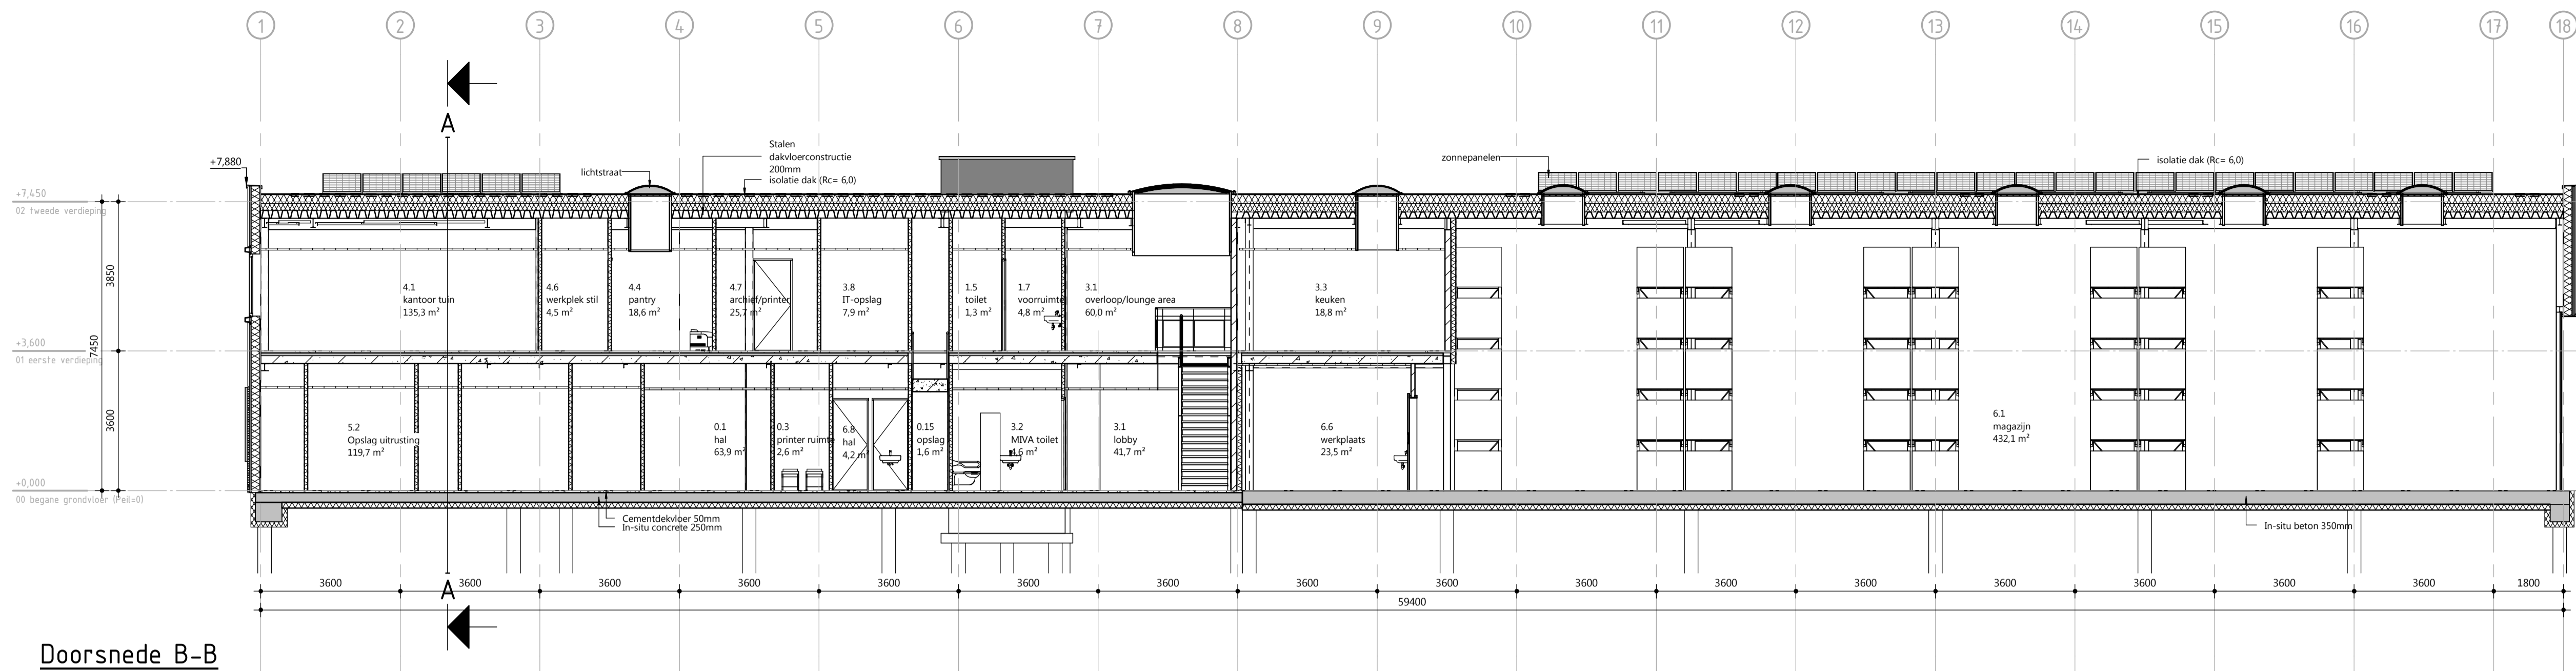 1 2 3 4 5 6 7 8 9 10 11 12 13 14 15 16 17 18
A
Stalen
dakvloerconstructie
200mm
isolatie dak (Rc= 6,0)
lichtstraat
zonnepanelen
isolatie dak (Rc= 6,0)
+7,880
+7,450
02 tweede verdieping
3850
7450
+3,600
01 eerste verdieping
3600
+0,000
00 begane grondvloer (Peil=0)
4.1
kantoor tuin
135,3 m²
4.6
werkplek stil
4,5 m²
4.4
pantry
18,6 m²
4.7
archief/printer
25,7 m²
3.8
IT-opslag
7,9 m²
1.5
toilet
1,3 m²
1.7
voorruimte
4,8 m²
3.1
overloop/lounge area
60,0 m²
3.3
keuken
18,8 m²
5.2
Opslag uitrusting
119,7 m²
0.1
hal
63,9 m²
0.3
printer ruimte
2,6 m²
6.8
hal
4,2 m²
0.15
opslag
1,6 m²
3.2
MIVA toilet
4,6 m²
3.1
lobby
41,7 m²
6.6
werkplaats
23,5 m²
6.1
magazijn
432,1 m²
Cementdekvloer 50mm
In-situ concrete 250mm
In-situ beton 350mm
3600 3600 3600 3600 3600 3600 3600 3600 3600 3600 3600 3600 3600 3600 3600 3600 1800
A
59400
Doorsnede B-B